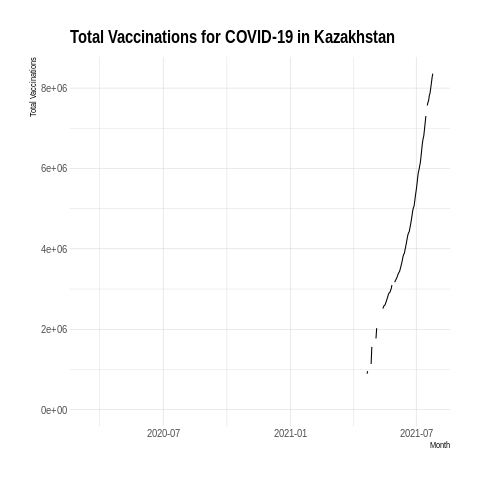 Total Vaccinations for COVID-19 in Kazakhstan
Total Vaccinations
8e+06
6e+06
4e+06
2e+06
0e+00
2020-07
2021-01
2021-07
Month